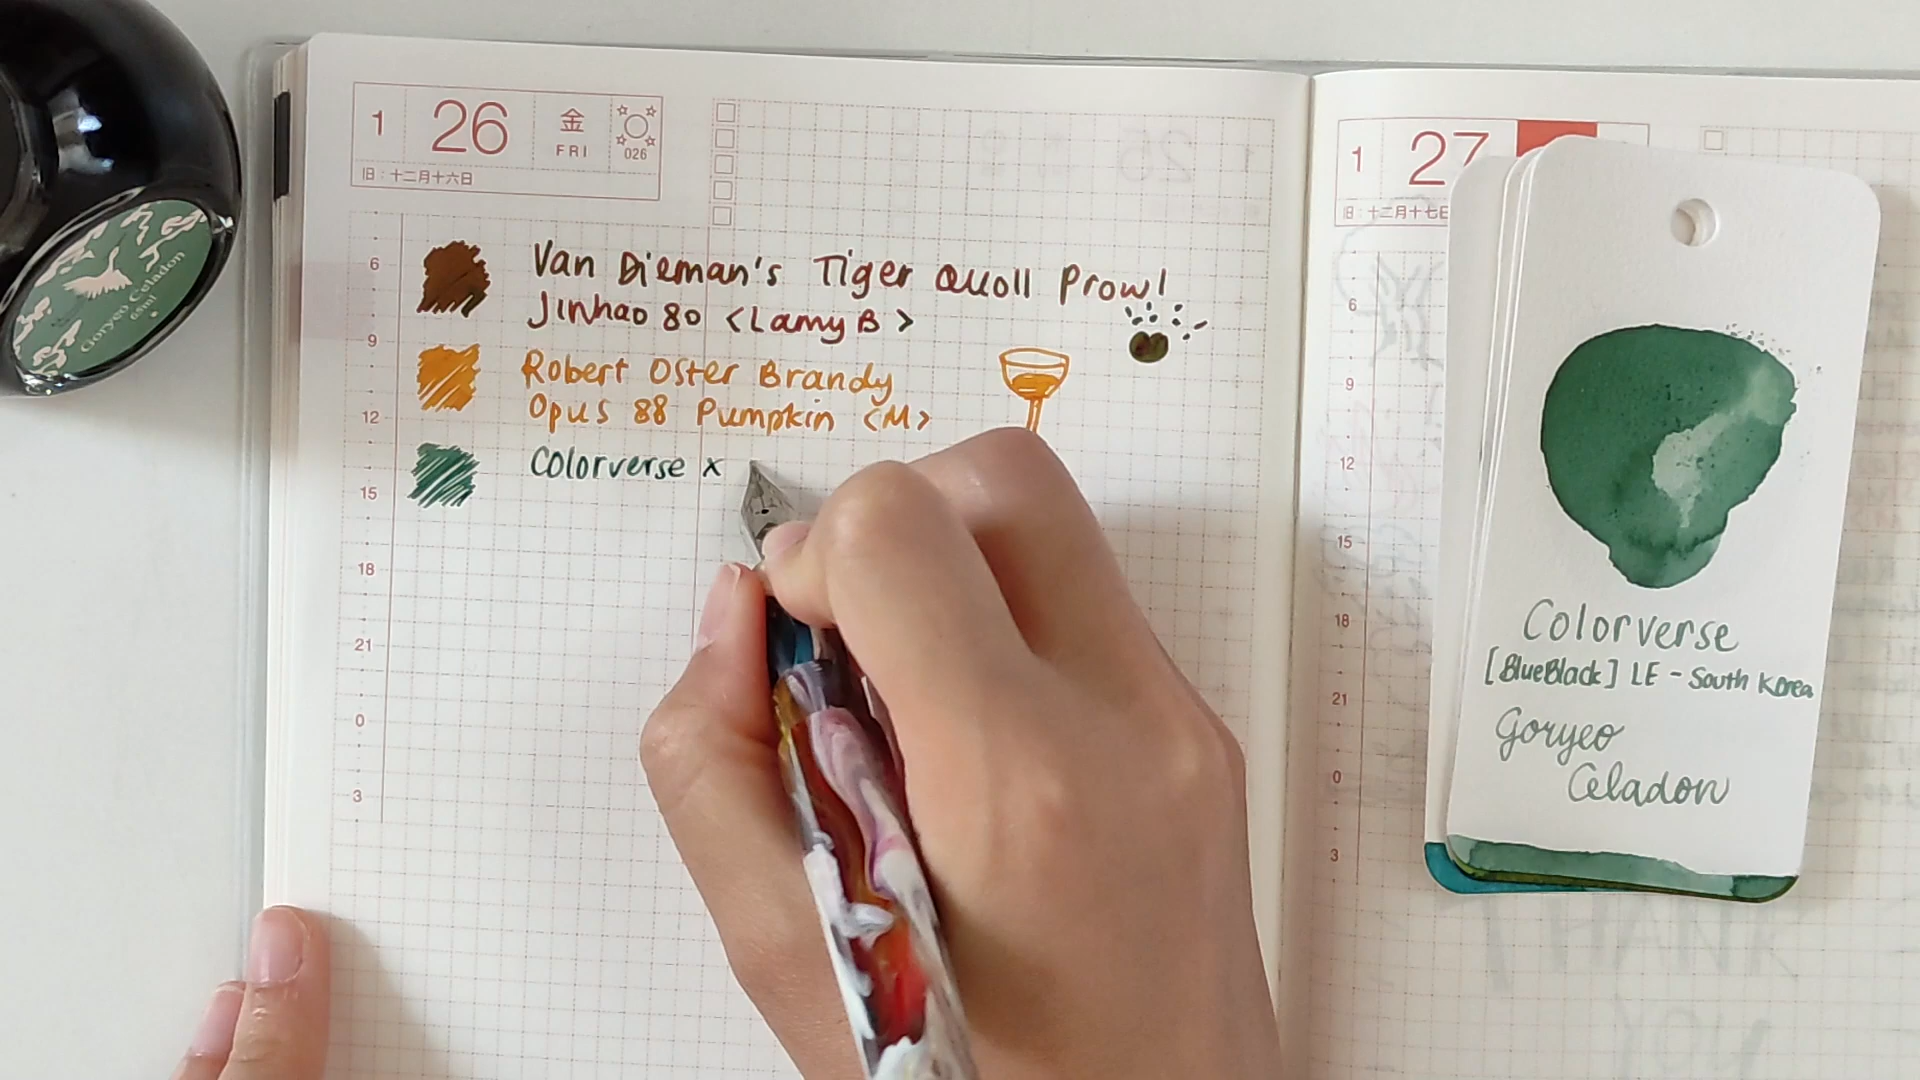 1 26 金 FRI 026
旧:十二月十六日
6
9
12
15
18
21
0
3
Van Dieman's Tiger Quoll Prowl
Jinhao 80 <Lamy B>
Robert Oster Brandy
Opus 88 Pumpkin <M>
Colorverse x
Goryeo Celadon
65ml
1 27
旧:十二月十七日
6
9
12
15
18
21
0
3
Colorverse
[BlueBlack] LE - South Korea
Goryeo
Celadon
THANK
YOU